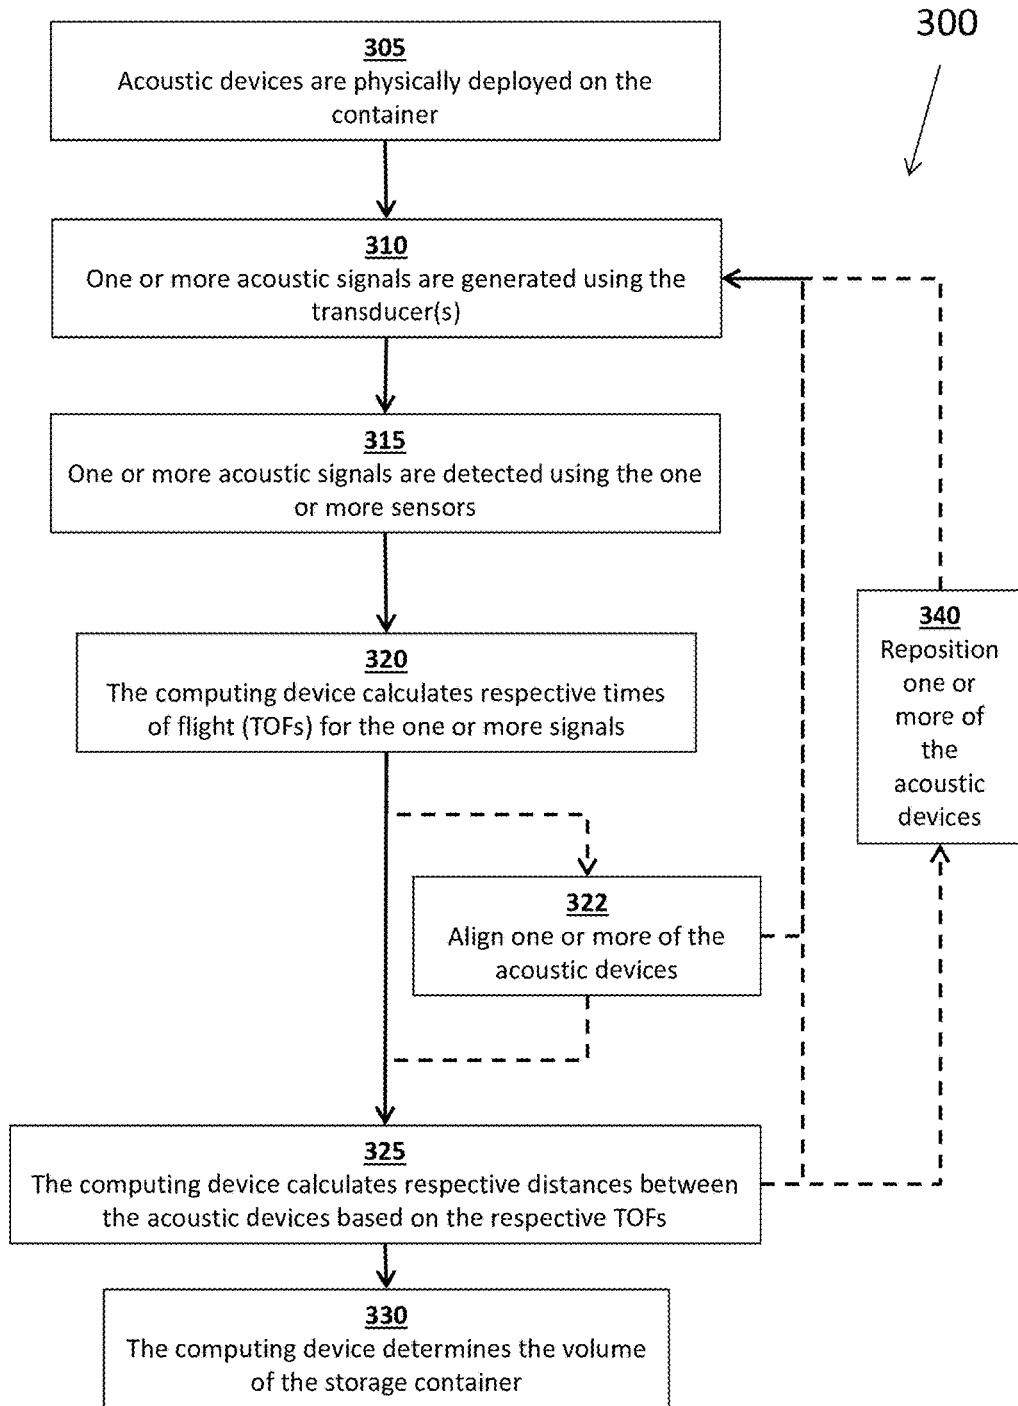 300
305
Acoustic devices are physically deployed on the
container
310
One or more acoustic signals are generated using the
transducer(s)
315
One or more acoustic signals are detected using the one
or more sensors
320
The computing device calculates respective times
of flight (TOFs) for the one or more signals
322
Align one or more of the
acoustic devices
340
Reposition
one or
more of
the
acoustic
devices
325
The computing device calculates respective distances between
the acoustic devices based on the respective TOFs
330
The computing device determines the volume
of the storage container